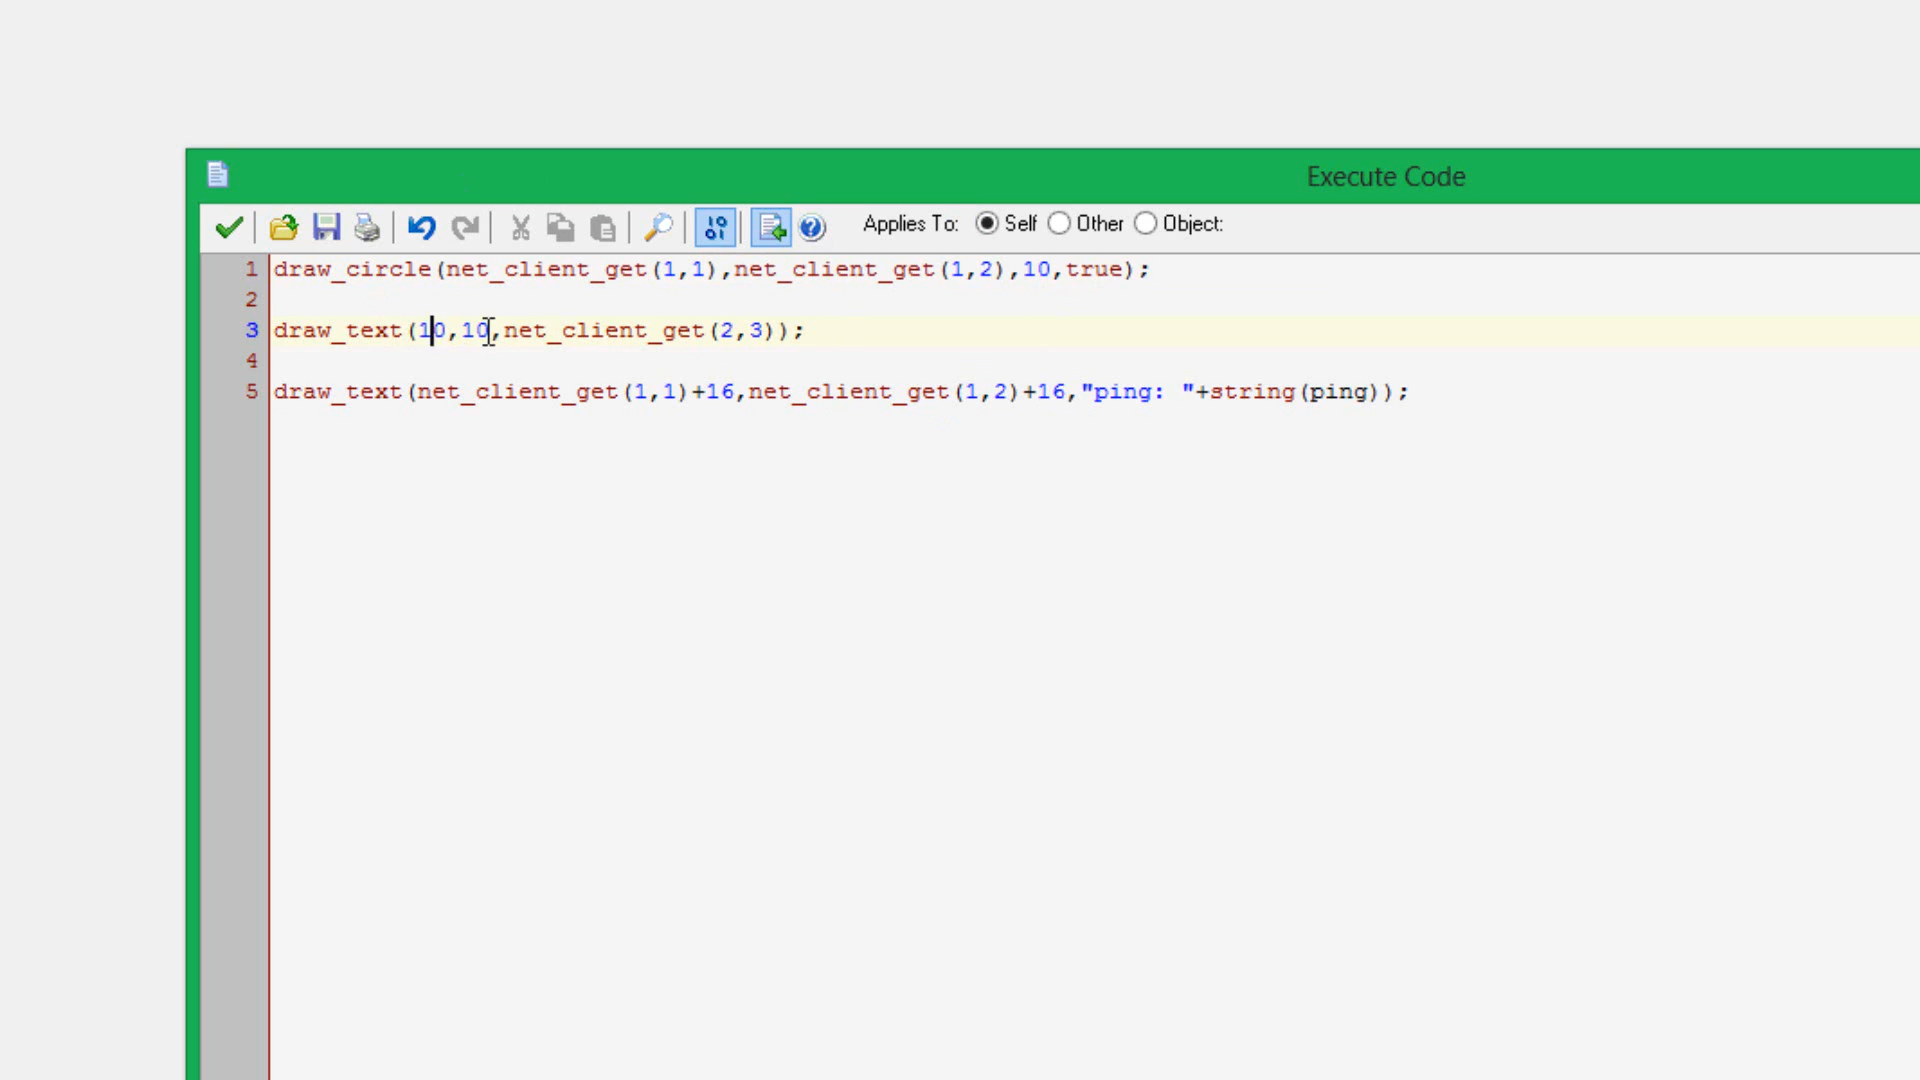 Execute Code
Applies To: Self Other Object:
1 draw_circle(net_client_get(1,1),net_client_get(1,2),10,true);
2
3 draw_text(10,10,net_client_get(2,3));
4
5 draw_text(net_client_get(1,1)+16,net_client_get(1,2)+16,"ping: "+string(ping));